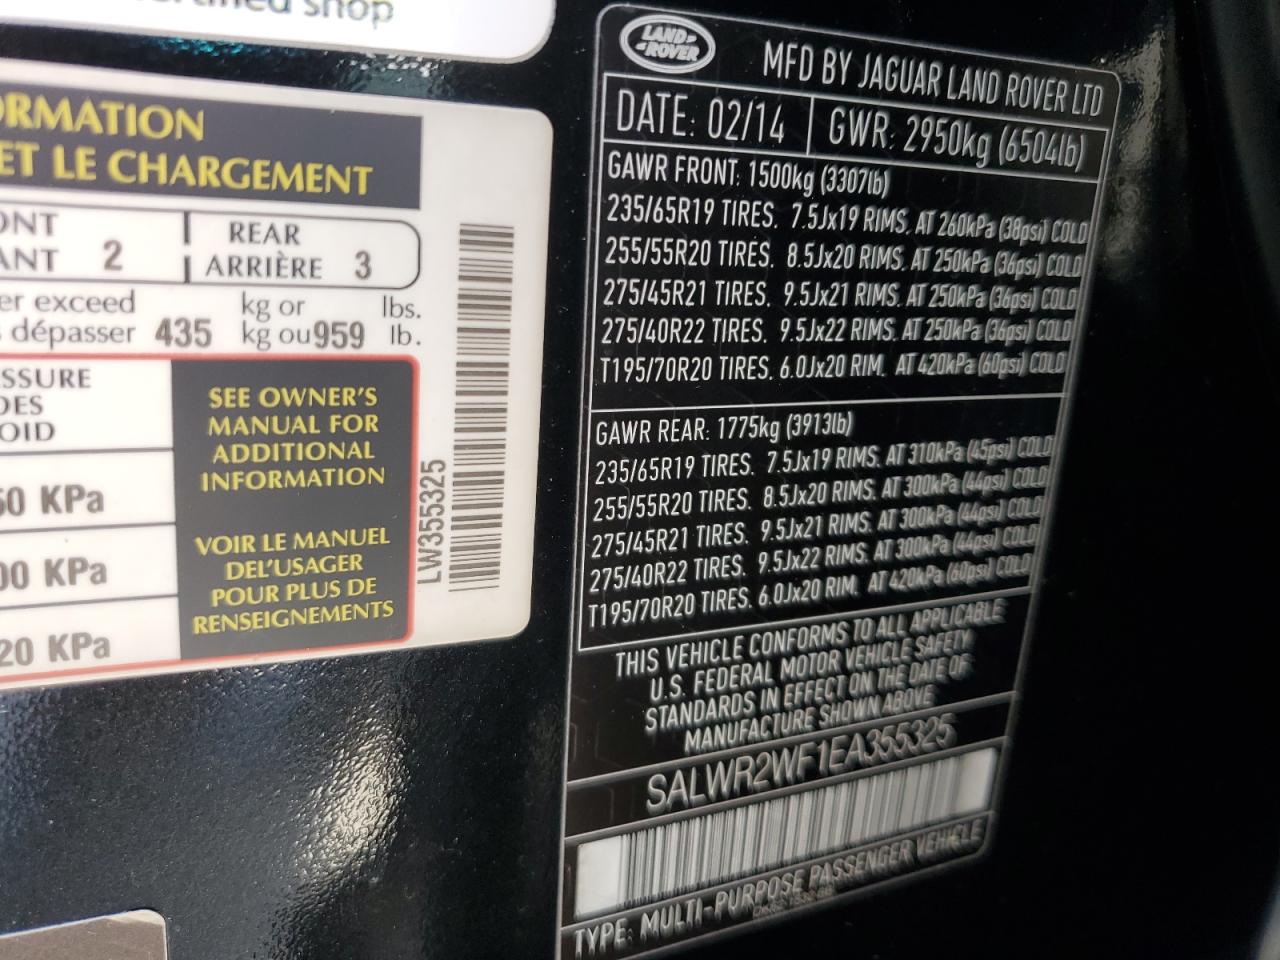 rtified shop
ORMATION
ET LE CHARGEMENT
ONT
ANT 2
REAR
ARRIÈRE 3
er exceed
s dépasser 435
kg or lbs.
kg ou 959 lb.
SSURE
DES
OID
50 KPa
00 KPa
20 KPa
SEE OWNER'S
MANUAL FOR
ADDITIONAL
INFORMATION
VOIR LE MANUEL
DEL'USAGER
POUR PLUS DE
RENSEIGNEMENTS
LW355325
LAND ROVER
MFD BY JAGUAR LAND ROVER LTD
DATE: 02/14 GWR: 2950kg (6504lb)
GAWR FRONT: 1500kg (3307lb)
235/65R19 TIRES. 7.5Jx19 RIMS. AT 260kPa (38psi) COLD
255/55R20 TIRES. 8.5Jx20 RIMS. AT 250kPa (36psi) COLD
275/45R21 TIRES. 9.5Jx21 RIMS. AT 250kPa (36psi) COLD
275/40R22 TIRES. 9.5Jx22 RIMS. AT 250kPa (36psi) COLD
T195/70R20 TIRES. 6.0Jx20 RIM. AT 420kPa (60psi) COLD
GAWR REAR: 1775kg (3913lb)
235/65R19 TIRES. 7.5Jx19 RIMS. AT 310kPa (45psi) COLD
255/55R20 TIRES. 8.5Jx20 RIMS. AT 300kPa (44psi) COLD
275/45R21 TIRES. 9.5Jx21 RIMS. AT 300kPa (44psi) COLD
275/40R22 TIRES. 9.5Jx22 RIMS. AT 300kPa (44psi) COLD
T195/70R20 TIRES. 6.0Jx20 RIM. AT 420kPa (60psi) COLD
THIS VEHICLE CONFORMS TO ALL APPLICABLE
U.S. FEDERAL MOTOR VEHICLE SAFETY
STANDARDS IN EFFECT ON THE DATE OF
MANUFACTURE SHOWN ABOVE
SALWR2WF1EA355325
TYPE: MULTI-PURPOSE PASSENGER VEHICLE